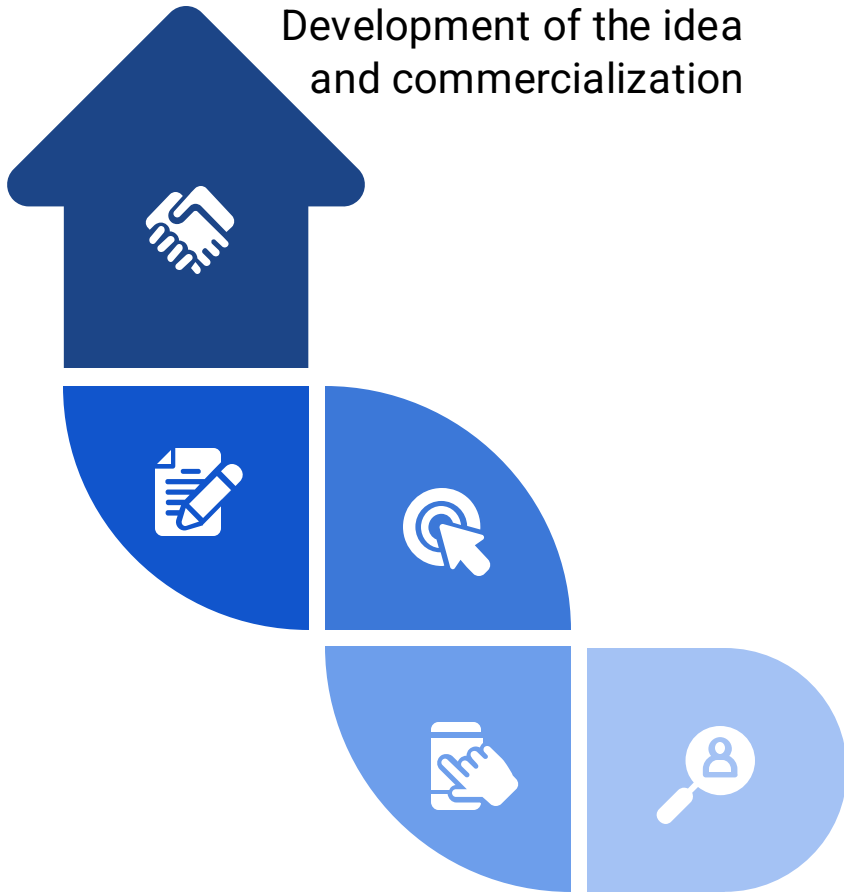 Development of the idea
and commercialization